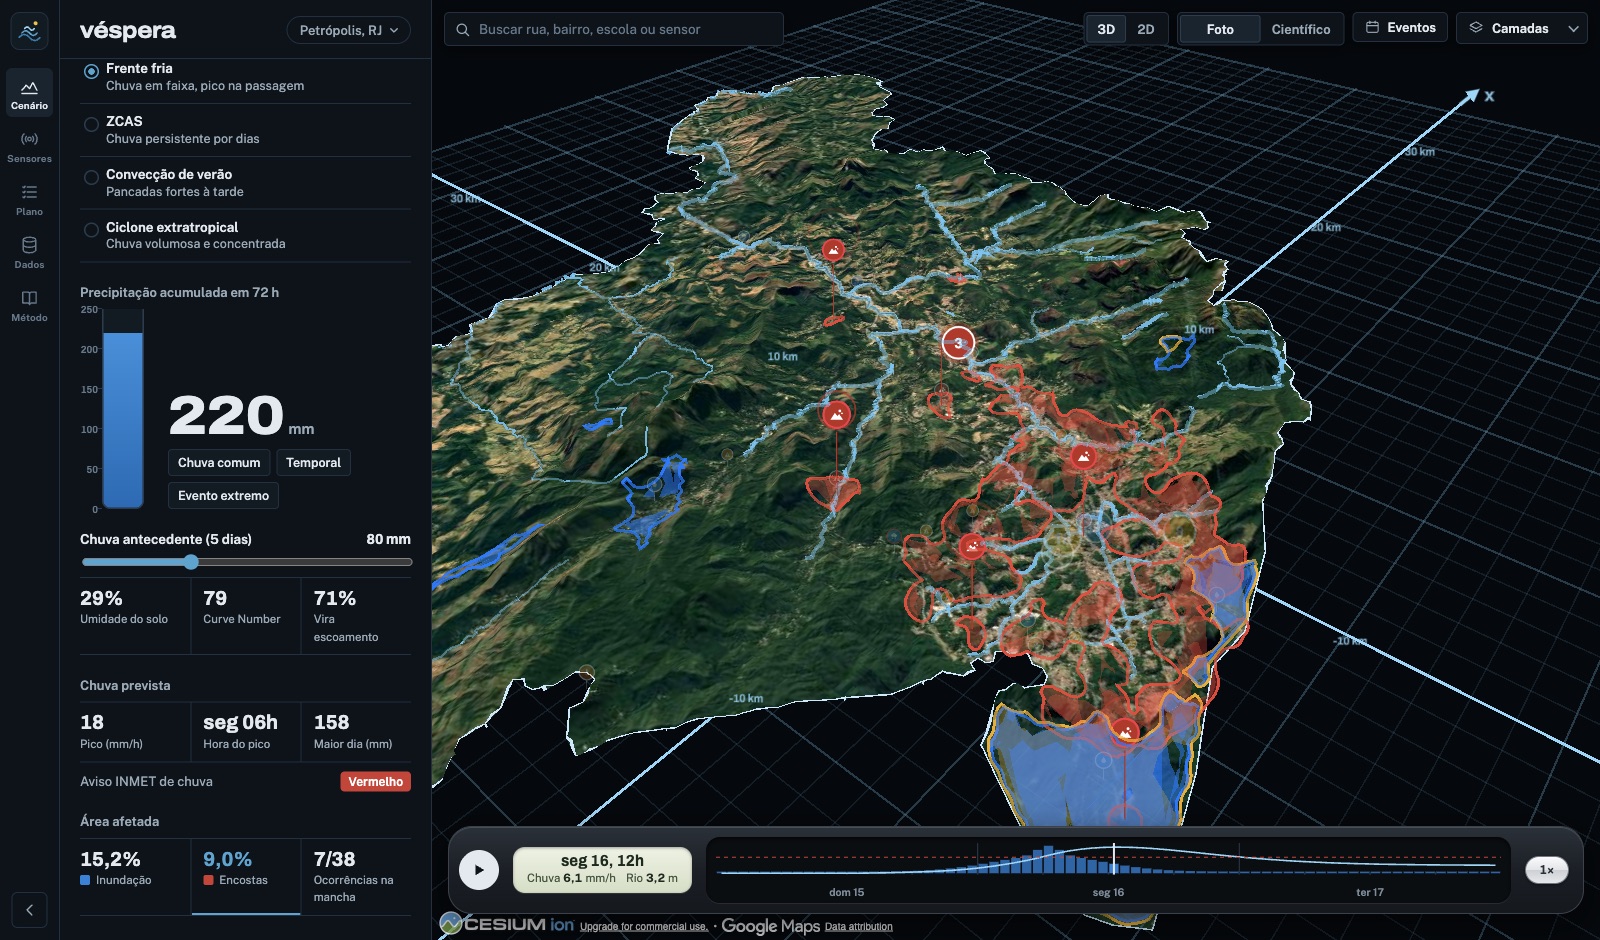 véspera
Petrópolis, RJ
Buscar rua, bairro, escola ou sensor
3D
2D
Foto
Científico
Eventos
Camadas
Cenário
Sensores
Plano
Dados
Método
Frente fria
Chuva em faixa, pico na passagem
ZCAS
Chuva persistente por dias
Convecção de verão
Pancadas fortes à tarde
Ciclone extratropical
Chuva volumosa e concentrada
Precipitação acumulada em 72 h
250
200
150
100
50
0
220 mm
Chuva comum
Temporal
Evento extremo
Chuva antecedente (5 dias)
80 mm
29%
Umidade do solo
79
Curve Number
71%
Vira
escoamento
Chuva prevista
18
Pico (mm/h)
seg 06h
Hora do pico
158
Maior dia (mm)
Aviso INMET de chuva
Vermelho
Área afetada
15,2%
Inundação
9,0%
Encostas
7/38
Ocorrências na
mancha
X
30 km
20 km
10 km
30 km
20 km
10 km
-10 km
-10 km
3
seg 16, 12h
Chuva 6,1 mm/h Rio 3,2 m
dom 15
seg 16
ter 17
1×
CESIUM ion
Upgrade for commercial use.
· Google Maps
Data attribution